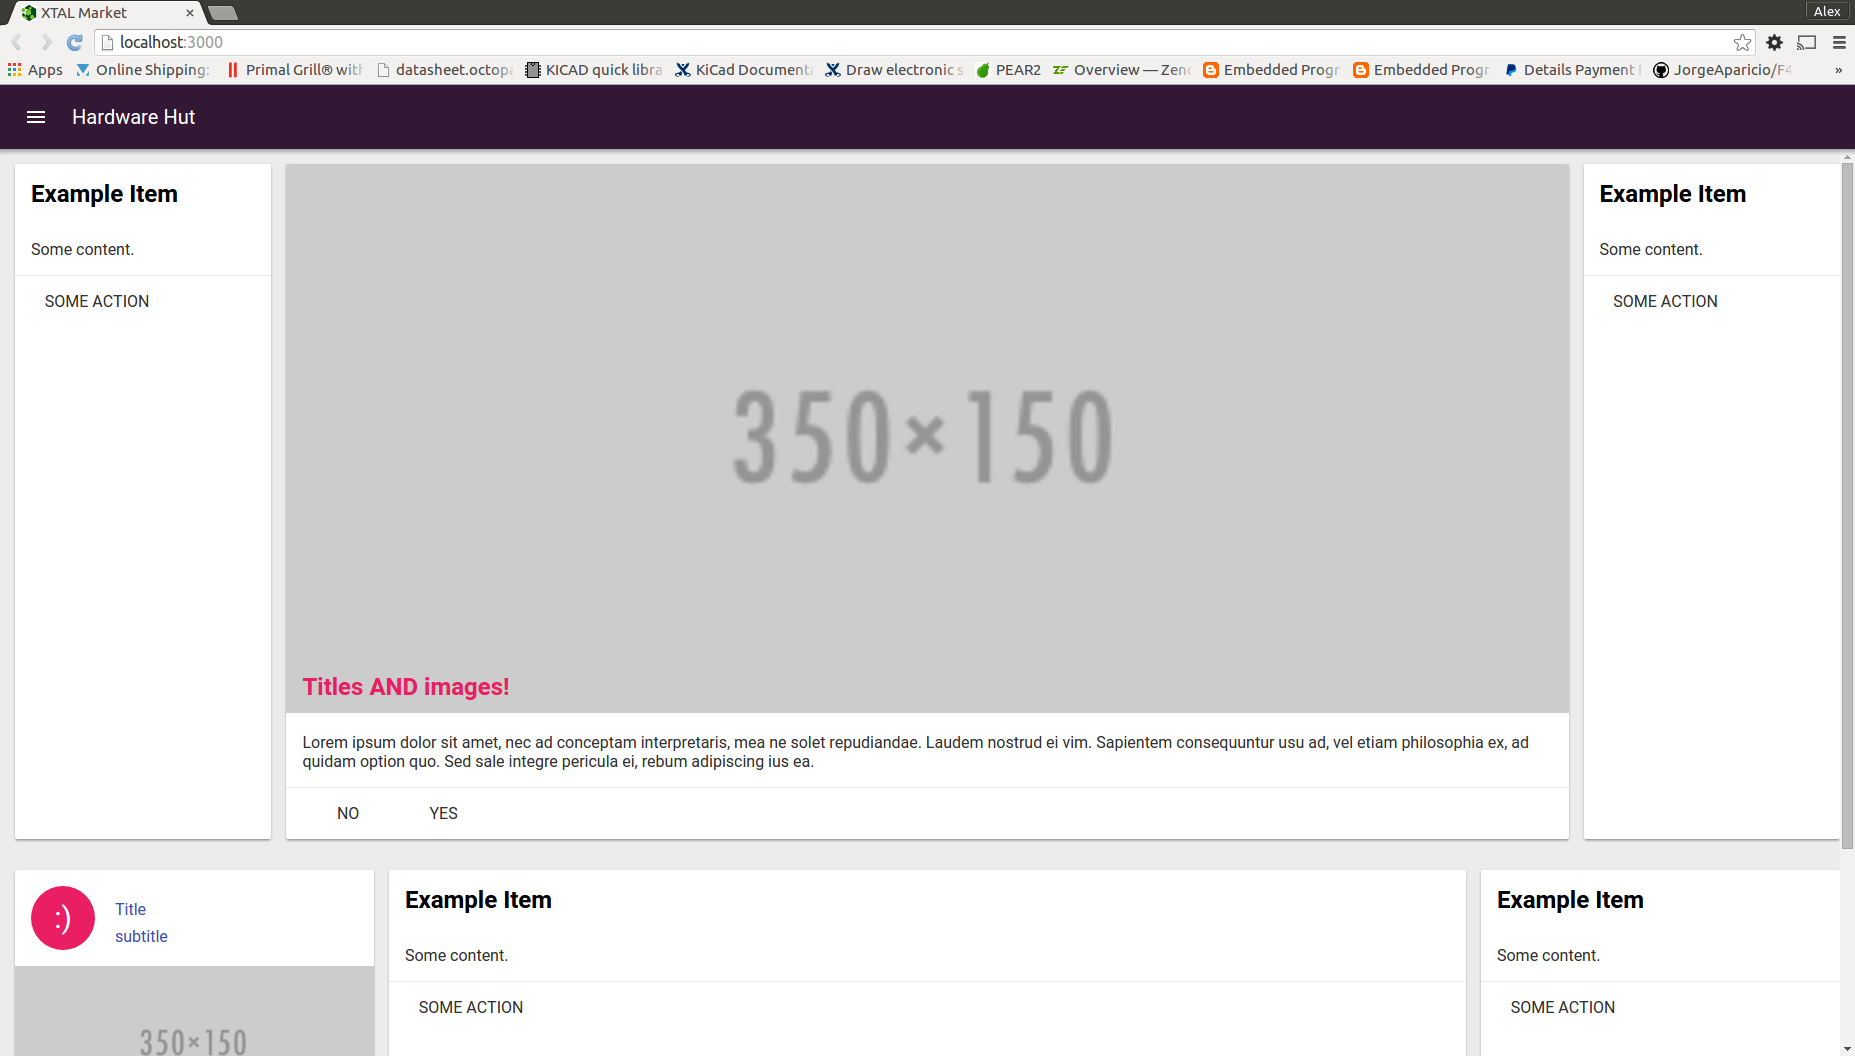 XTAL Market
Alex
localhost:3000
Apps
Online Shipping:
Primal Grill® with
datasheet.octopa
KICAD quick libra
KiCad Documenta
Draw electronic s
PEAR2
Overview — Zend
Embedded Progr
Embedded Progr
Details Payment
JorgeAparicio/F4
»
Hardware Hut
Example Item
Some content.
SOME ACTION
350×150
Titles AND images!
Lorem ipsum dolor sit amet, nec ad conceptam interpretaris, mea ne solet repudiandae. Laudem nostrud ei vim. Sapientem consequuntur usu ad, vel etiam philosophia ex, ad
quidam option quo. Sed sale integre pericula ei, rebum adipiscing ius ea.
NO YES
Example Item
Some content.
SOME ACTION
:)
Title
subtitle
350×150
Example Item
Some content.
SOME ACTION
Example Item
Some content.
SOME ACTION